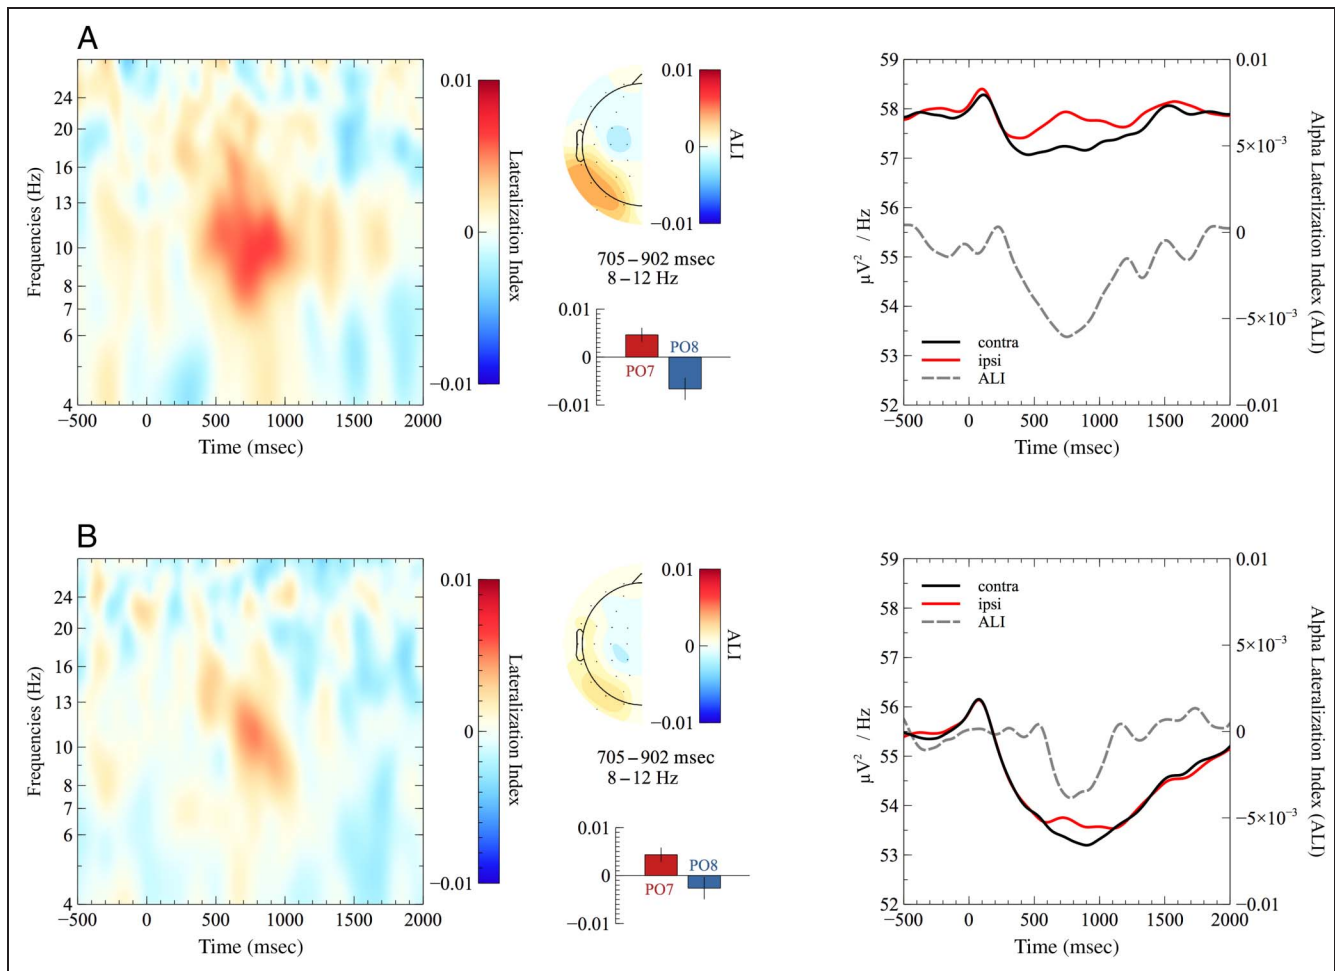 A
24
20
16
13
10
8
7
6
4
Frequencies (Hz)
−500 0 500 1000 1500 2000
Time (msec)
0.01
0
−0.01
Lateralization Index
0.01
0
−0.01
ALI
705 – 902 msec
8 – 12 Hz
0.01
0
−0.01
PO7
PO8
59
58
57
56
55
54
53
52
µV² / Hz
contra
ipsi
ALI
−500 0 500 1000 1500 2000
Time (msec)
0.01
5×10⁻³
0
−5×10⁻³
−0.01
Alpha Laterlization Index (ALI)
B
24
20
16
13
10
8
7
6
4
Frequencies (Hz)
−500 0 500 1000 1500 2000
Time (msec)
0.01
0
−0.01
Lateralization Index
0.01
0
−0.01
ALI
705 – 902 msec
8 – 12 Hz
0.01
0
−0.01
PO7
PO8
59
58
57
56
55
54
53
52
µV² / Hz
contra
ipsi
ALI
−500 0 500 1000 1500 2000
Time (msec)
0.01
5×10⁻³
0
−5×10⁻³
−0.01
Alpha Lateralization Index (ALI)